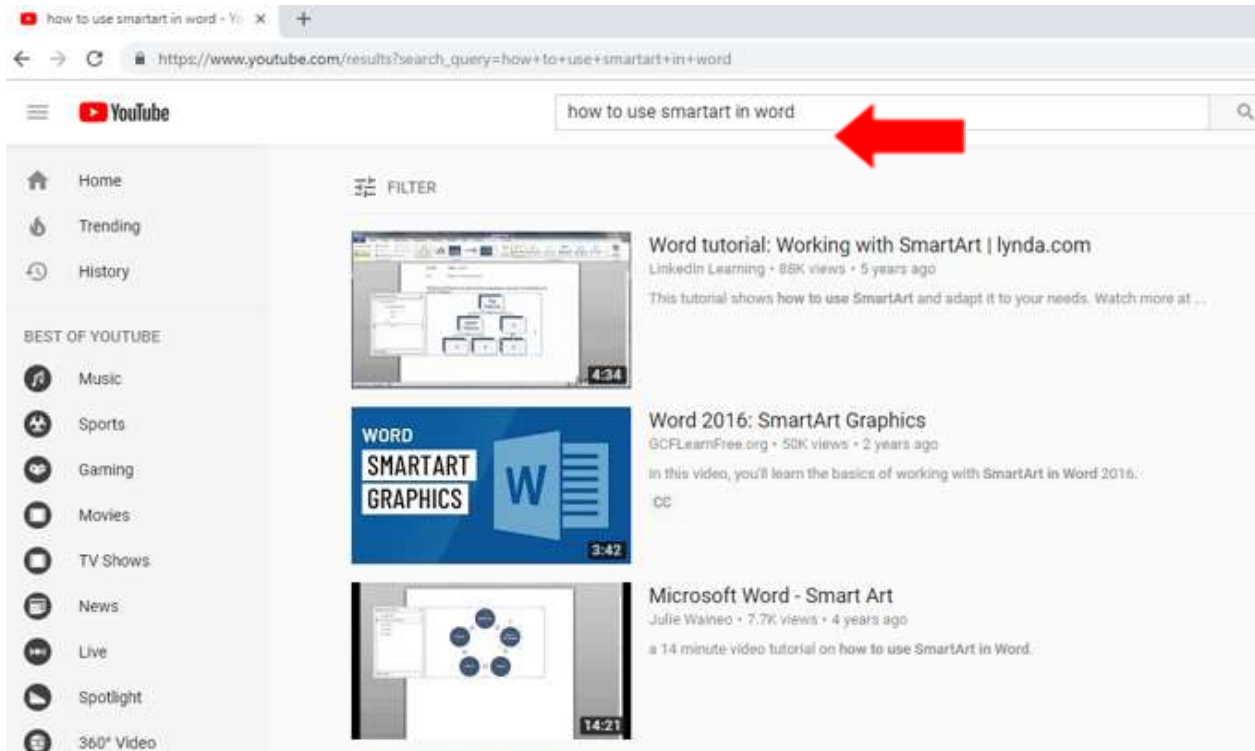 how to use smartart in word - Yo
https://www.youtube.com/results?search_query=how+to+use+smartart+in+word
YouTube
how to use smartart in word
Home
Trending
History
BEST OF YOUTUBE
Music
Sports
Gaming
Movies
TV Shows
News
Live
Spotlight
360° Video
FILTER
4:34
Word tutorial: Working with SmartArt | lynda.com
LinkedIn Learning • 88K views • 5 years ago
This tutorial shows how to use SmartArt and adapt it to your needs. Watch more at ...
WORD
SMARTART
GRAPHICS
W
3:42
Word 2016: SmartArt Graphics
GCFLearnFree.org • 50K views • 2 years ago
In this video, you'll learn the basics of working with SmartArt in Word 2016.
CC
14:21
Microsoft Word - Smart Art
Julie Waineo • 7.7K views • 4 years ago
a 14 minute video tutorial on how to use SmartArt in Word.